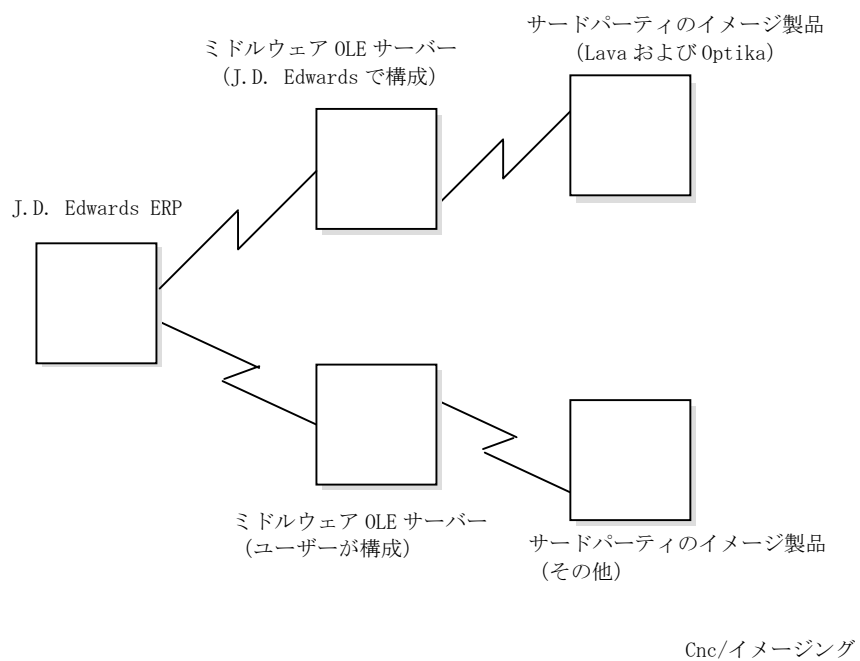 サードパーティのイメージ製品
(Lava および Optika)
ミドルウェア OLE サーバー
(J.D. Edwards で構成)
J.D. Edwards ERP
ミドルウェア OLE サーバー
(ユーザーが構成)
サードパーティのイメージ製品
(その他)
Cnc/イメージング